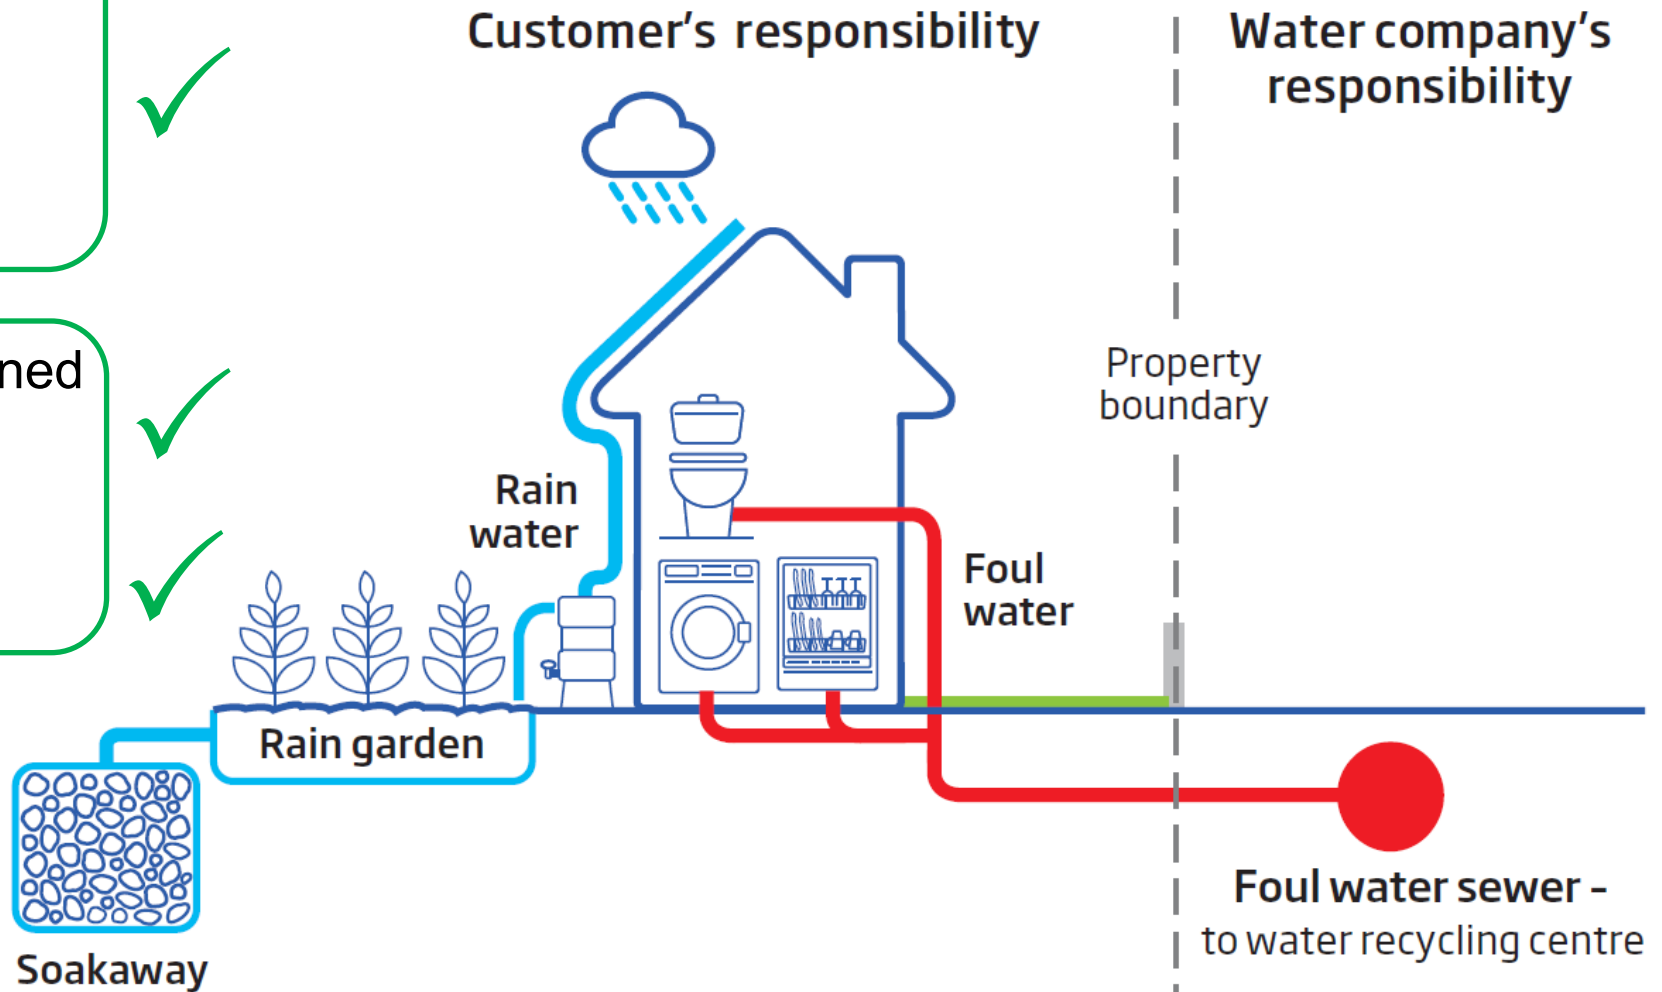 Customer's responsibility
Water company's
responsibility
Property
boundary
ned
Rain
water
Foul
water
Rain garden
Soakaway
Foul water sewer -
to water recycling centre